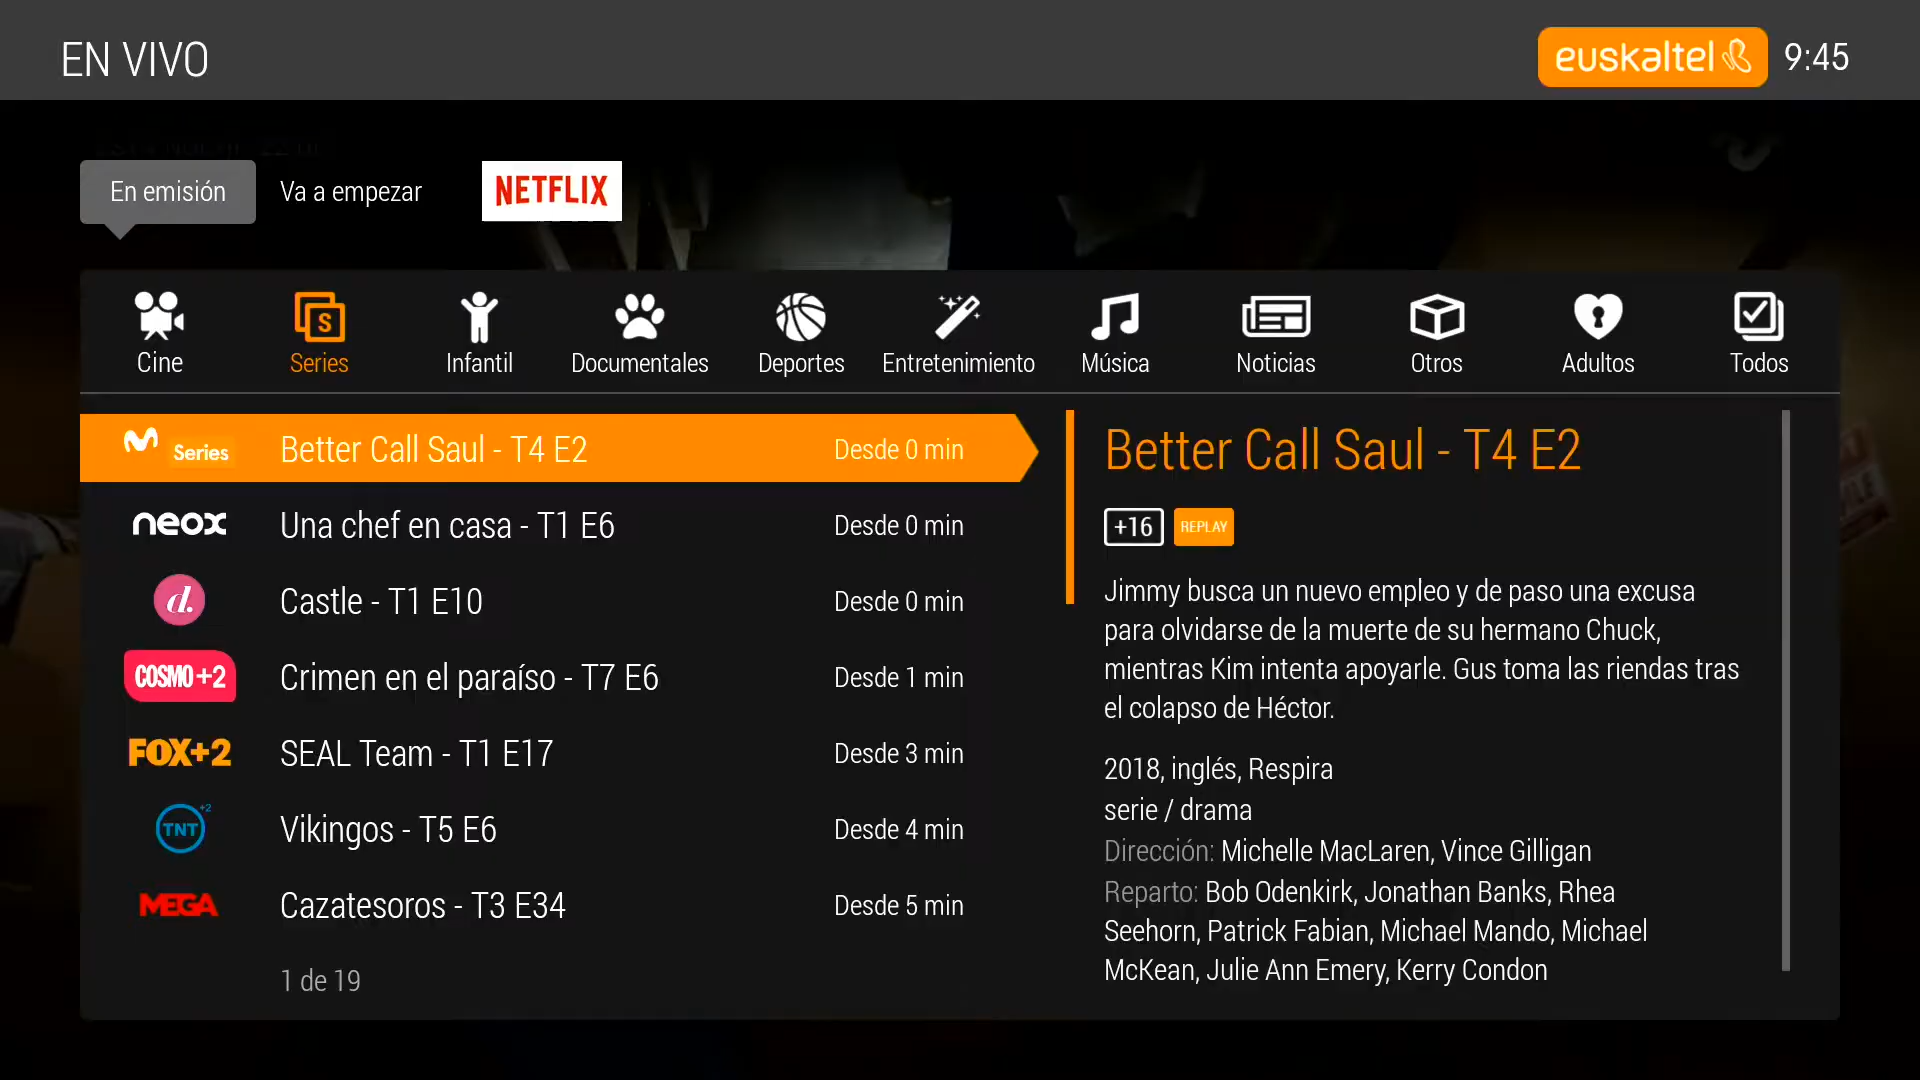 EN VIVO
euskaltel 9:45
En emisión Va a empezar NETFLIX
Cine Series Infantil Documentales Deportes Entretenimiento Música Noticias Otros Adultos Todos
Series Better Call Saul - T4 E2 Desde 0 min
neox Una chef en casa - T1 E6 Desde 0 min
d. Castle - T1 E10 Desde 0 min
COSMO+2 Crimen en el paraíso - T7 E6 Desde 1 min
FOX+2 SEAL Team - T1 E17 Desde 3 min
TNT+2 Vikingos - T5 E6 Desde 4 min
MEGA Cazatesoros - T3 E34 Desde 5 min
1 de 19
Better Call Saul - T4 E2
+16 REPLAY
Jimmy busca un nuevo empleo y de paso una excusa
para olvidarse de la muerte de su hermano Chuck,
mientras Kim intenta apoyarle. Gus toma las riendas tras
el colapso de Héctor.
2018, inglés, Respira
serie / drama
Dirección: Michelle MacLaren, Vince Gilligan
Reparto: Bob Odenkirk, Jonathan Banks, Rhea
Seehorn, Patrick Fabian, Michael Mando, Michael
McKean, Julie Ann Emery, Kerry Condon